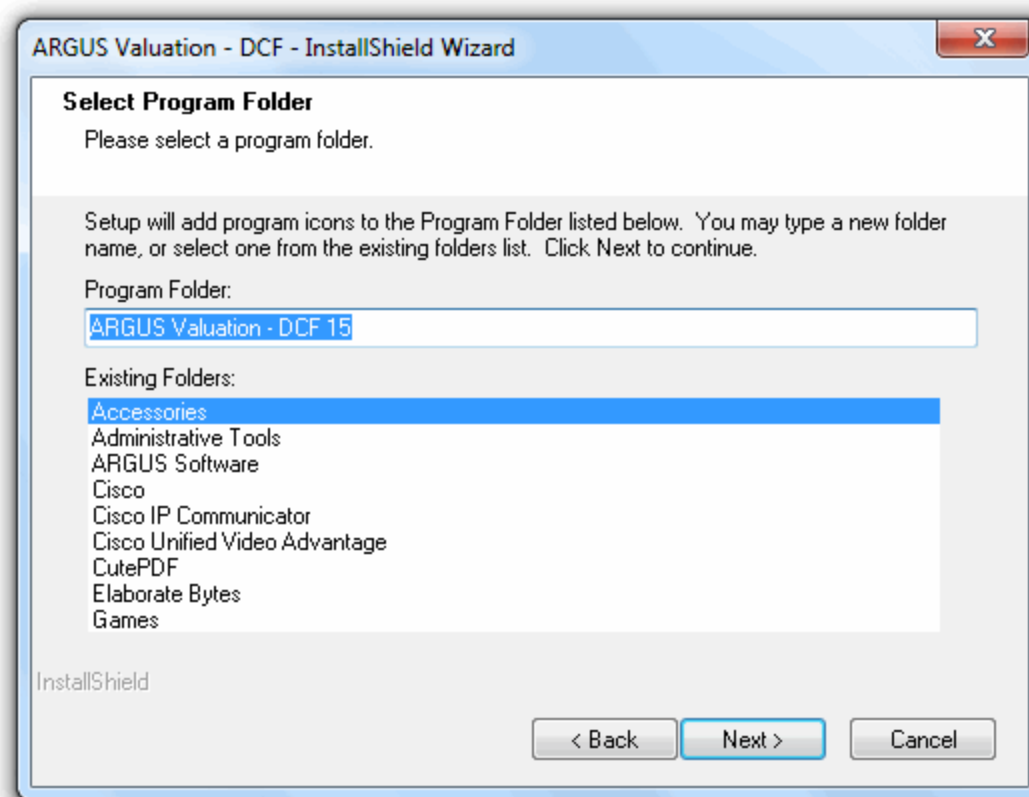 ARGUS Valuation - DCF - InstallShield Wizard
Select Program Folder
Please select a program folder.
Setup will add program icons to the Program Folder listed below. You may type a new folder
name, or select one from the existing folders list. Click Next to continue.
Program Folder:
ARGUS Valuation - DCF 15
Existing Folders:
Accessories
Administrative Tools
ARGUS Software
Cisco
Cisco IP Communicator
Cisco Unified Video Advantage
CutePDF
Elaborate Bytes
Games
InstallShield
< Back Next > Cancel